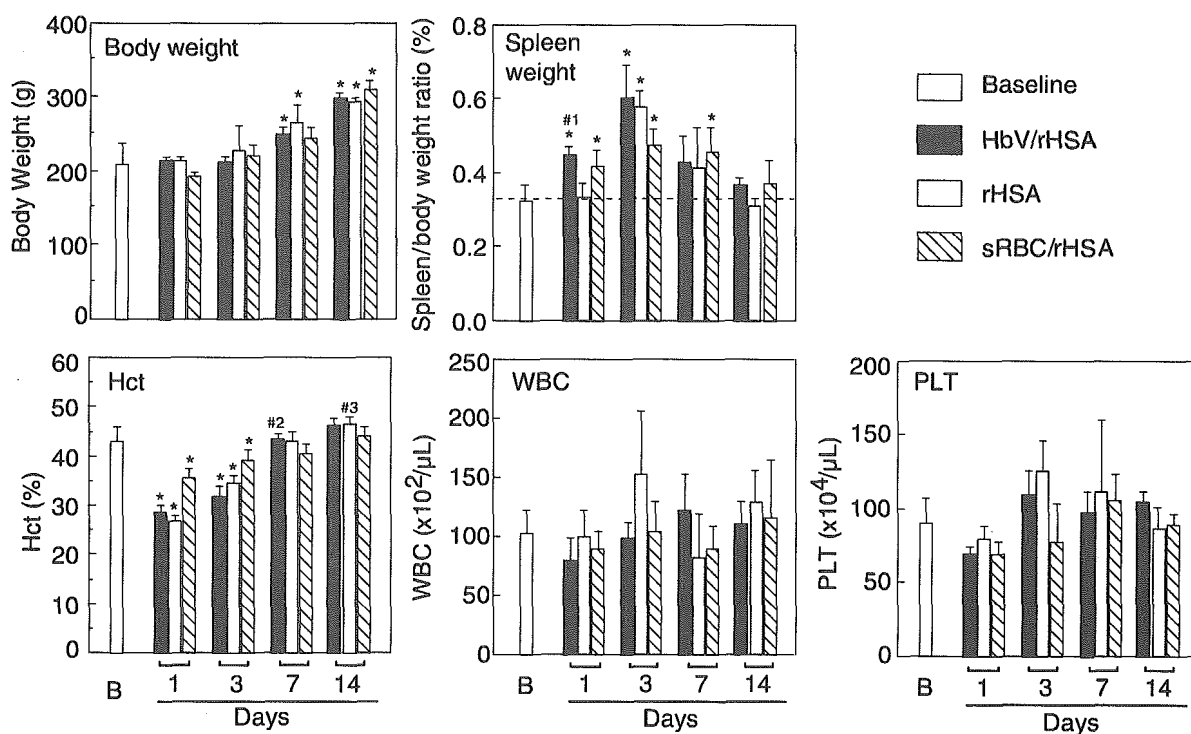 Body weight
Body Weight (g)
400
300
200
100
0
* * * * *
Spleen
weight
Spleen/body weight ratio (%)
0.8
0.6
0.4
0.2
0.0
#1
* * * * * *
Baseline
HbV/rHSA
rHSA
sRBC/rHSA
Hct
Hct (%)
60
50
40
30
20
10
0
* * * * * *
#2
#3
B 1 3 7 14
Days
WBC
WBC (x10²/µL)
250
200
150
100
50
0
B 1 3 7 14
Days
PLT
PLT (x10⁴/µL)
200
150
100
50
0
B 1 3 7 14
Days